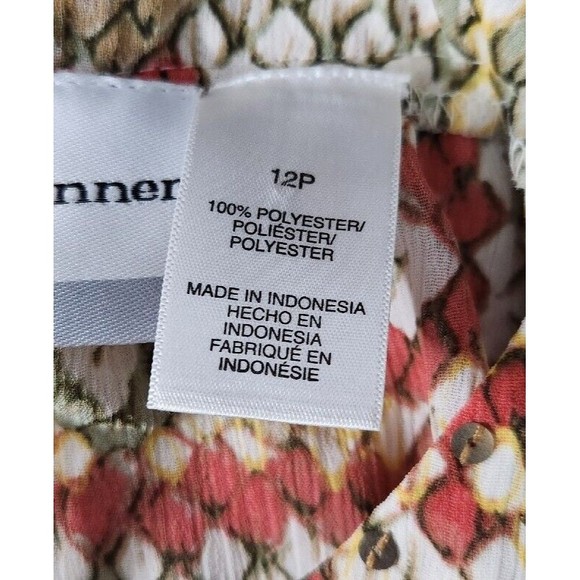 nner
12P
100% POLYESTER/
POLIÉSTER/
POLYESTER
MADE IN INDONESIA
HECHO EN
INDONESIA
FABRIQUÉ EN
INDONÉSIE